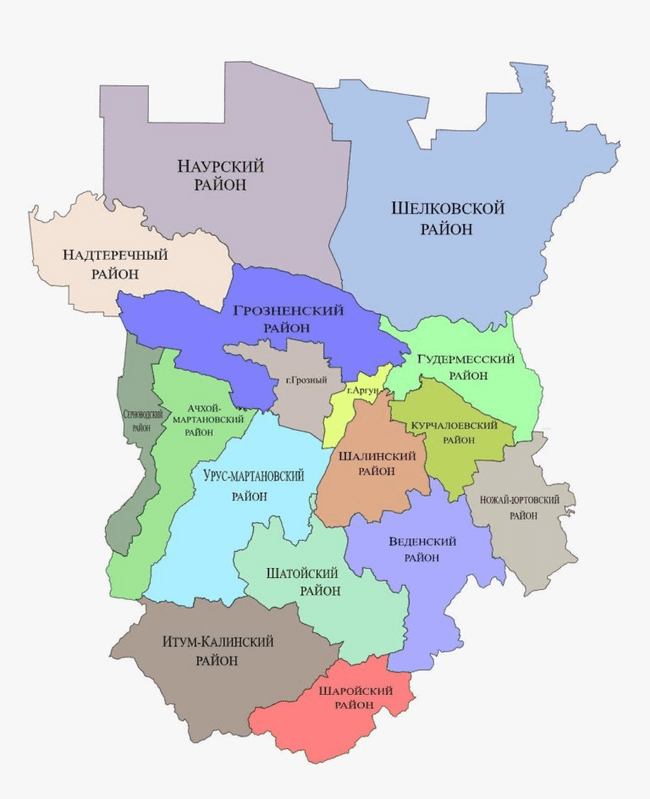 Наурский
район
Шелковской
район
Надтеречный
район
Грозненский
район
Гудермесский
район
г.Грозный
г.Аргун
Серноводский
район
Ачхой-
Мартановский
район
Курчалоевский
район
Шалинский
район
Урус-Мартановский
район
Ножай-Юртовский
район
Веденский
район
Шатойский
район
Итум-Калинский
район
Шаройский
район